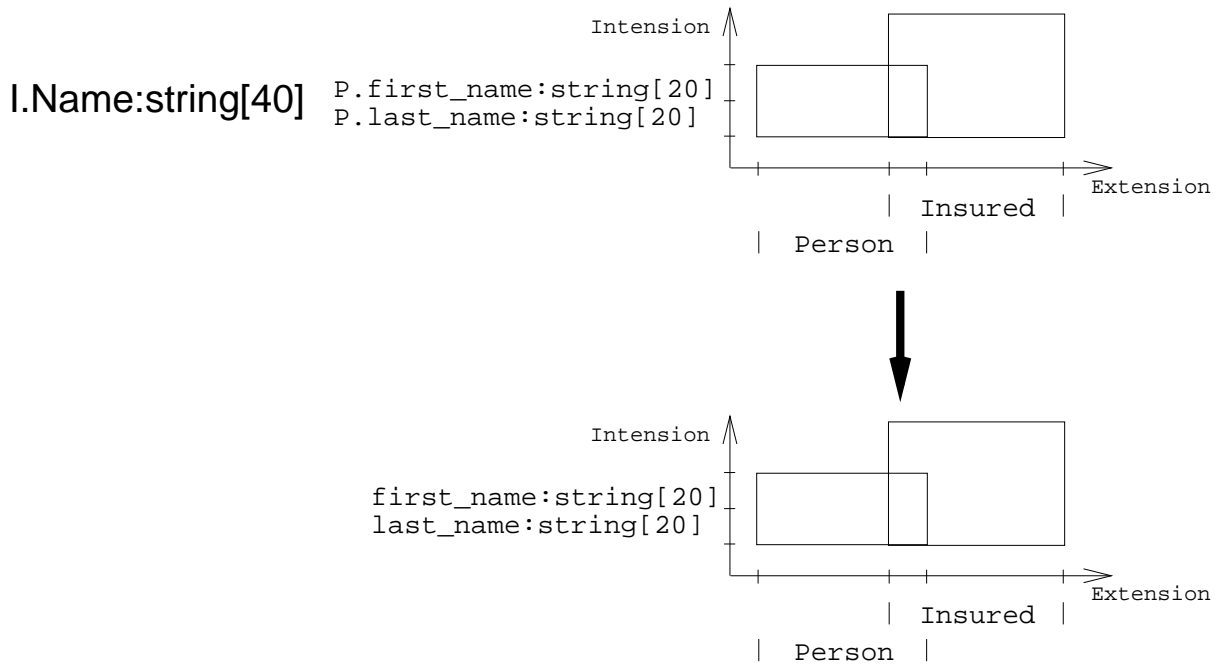 Intension
I.Name:string[40]
P.first_name:string[20]
P.last_name:string[20]
Extension
| Insured |
| Person |
Intension
first_name:string[20]
last_name:string[20]
Extension
| Insured |
| Person |